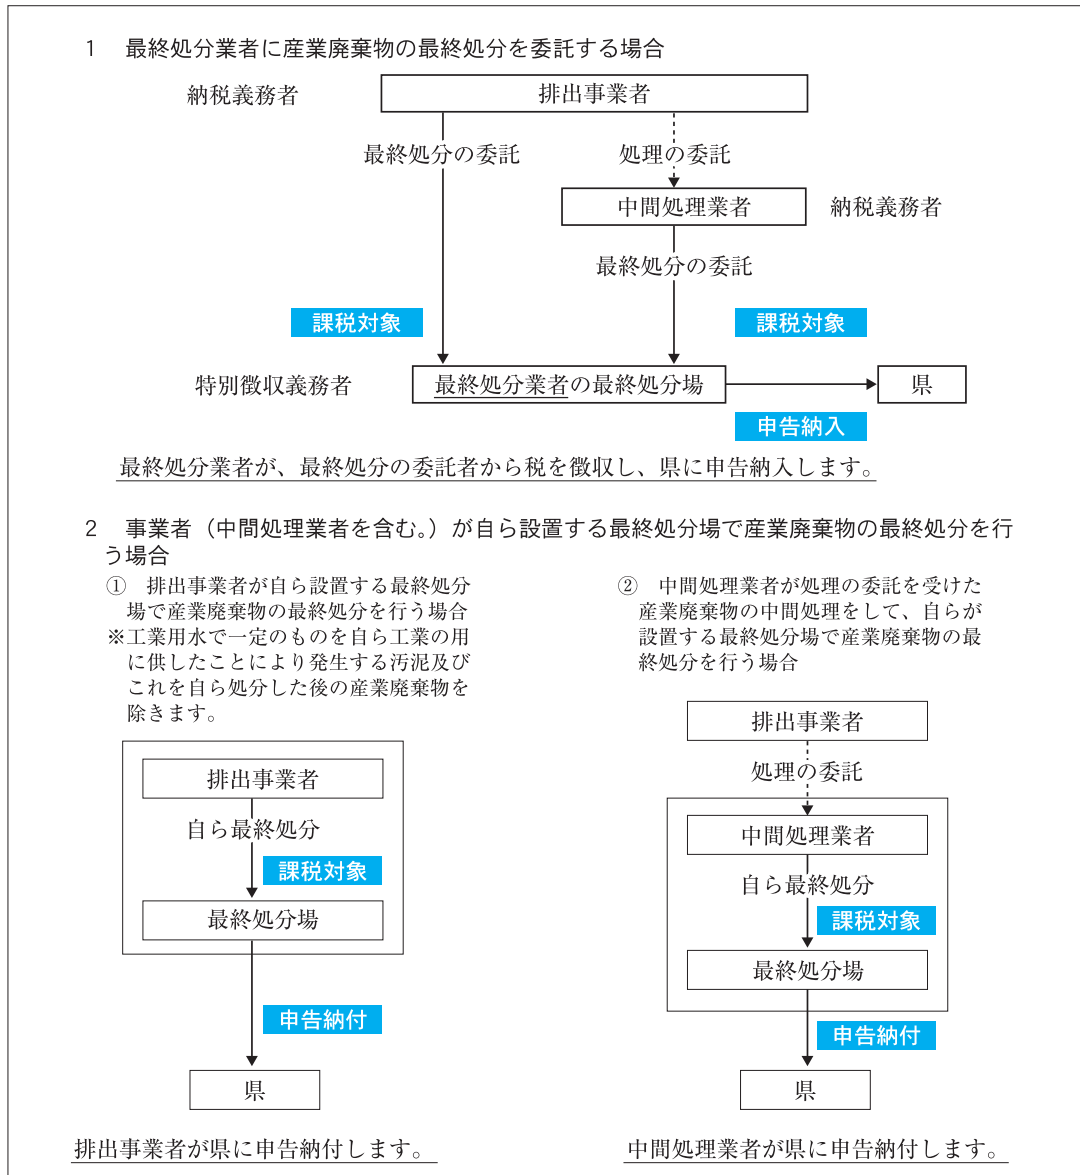 1　最終処分業者に産業廃棄物の最終処分を委託する場合
納税義務者
排出事業者
最終処分の委託
処理の委託
中間処理業者
納税義務者
最終処分の委託
課税対象
課税対象
特別徴収義務者
最終処分業者の最終処分場
県
申告納入
最終処分業者が、最終処分の委託者から税を徴収し、県に申告納入します。
2　事業者（中間処理業者を含む。）が自ら設置する最終処分場で産業廃棄物の最終処分を行
う場合
①　排出事業者が自ら設置する最終処分
場で産業廃棄物の最終処分を行う場合
※工業用水で一定のものを自ら工業の用
に供したことにより発生する汚泥及び
これを自ら処分した後の産業廃棄物を
除きます。
排出事業者
自ら最終処分
課税対象
最終処分場
申告納付
県
排出事業者が県に申告納付します。
②　中間処理業者が処理の委託を受けた
産業廃棄物の中間処理をして、自らが
設置する最終処分場で産業廃棄物の最
終処分を行う場合
排出事業者
処理の委託
中間処理業者
自ら最終処分
課税対象
最終処分場
申告納付
県
中間処理業者が県に申告納付します。